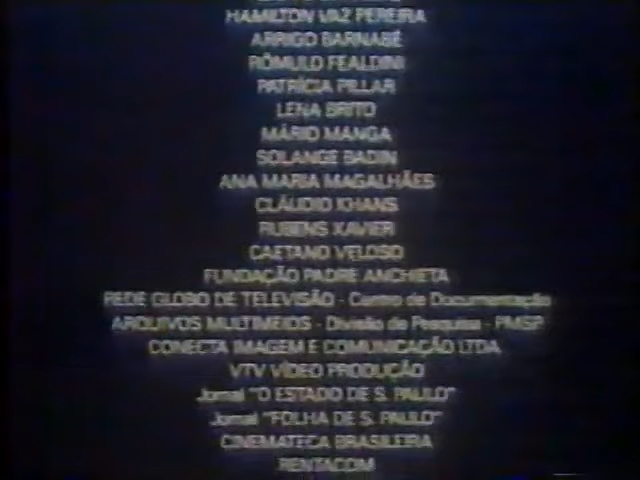 HAMILTON VAZ PEREIRA
ARRIGO BARNABÉ
RÔMULO FEALDINI
PATRÍCIA PILLAR
LENA BRITO
MÁRIO MANGA
SOLANGE BADIN
ANA MARIA MAGALHÃES
CLÁUDIO KHANS
RUBENS XAVIER
CAETANO VELOSO
FUNDAÇÃO PADRE ANCHIETA
REDE GLOBO DE TELEVISÃO - Centro de Documentação
ARQUIVOS MULTIMEIOS - Divisão de Pesquisa - PMSP
CONECTA IMAGEM E COMUNICAÇÃO LTDA
VTV VÍDEO PRODUÇÃO
Jornal "O ESTADO DE S. PAULO"
Jornal "FOLHA DE S. PAULO"
CINEMATECA BRASILEIRA
RENTACOM